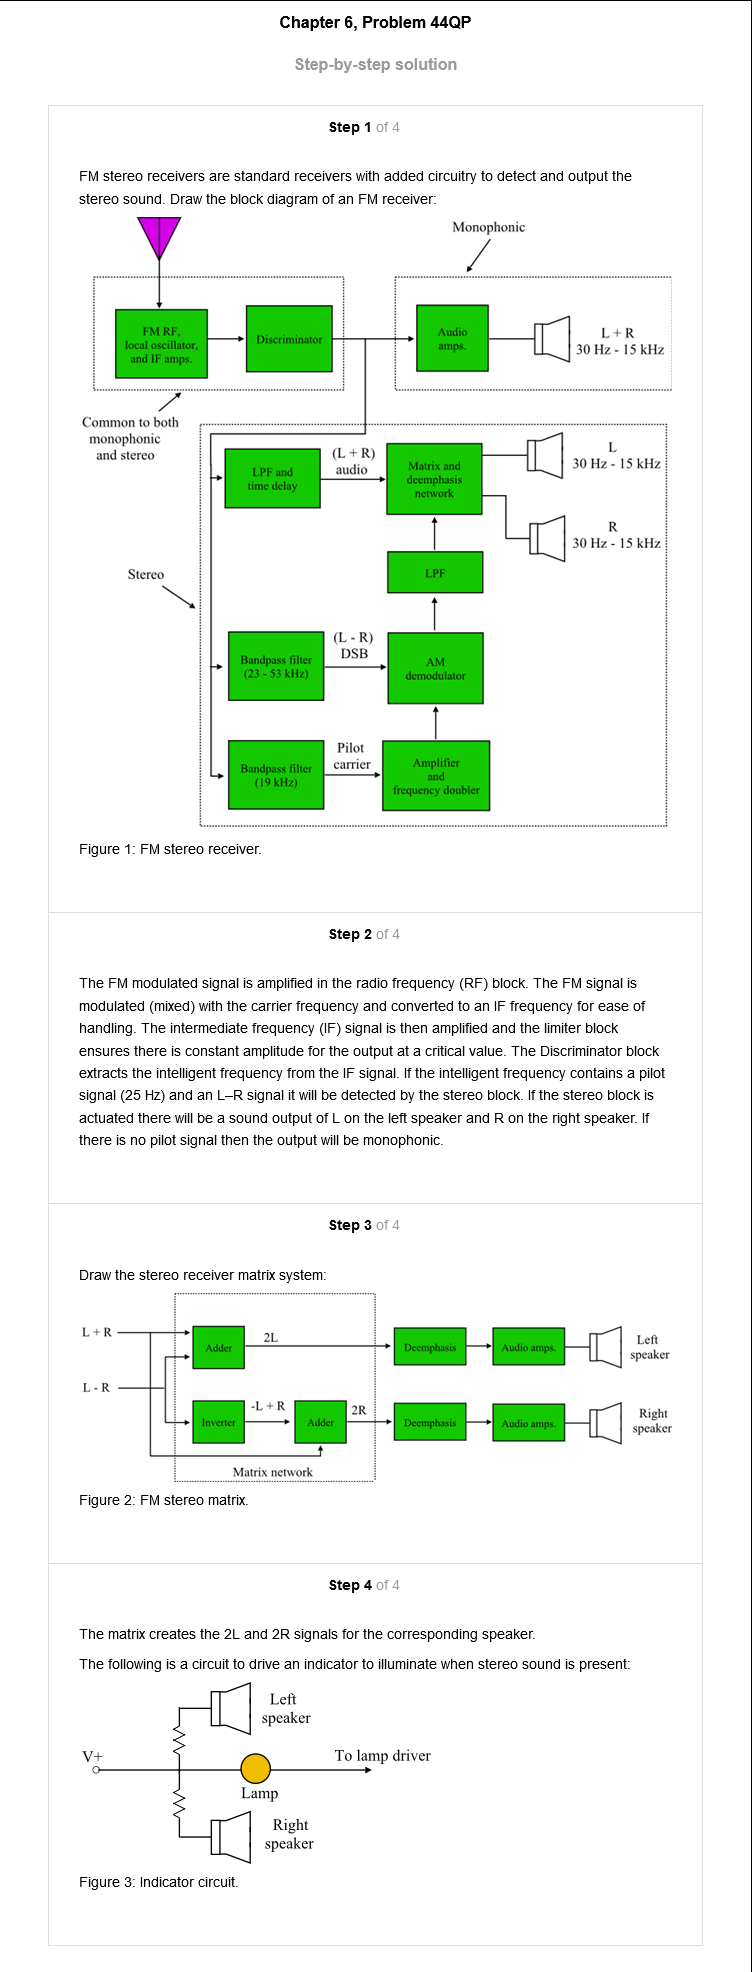 Chapter 6, Problem 44QP
Step-by-step solution
Step 1 of 4
FM stereo receivers are standard receivers with added circuitry to detect and output the
stereo sound. Draw the block diagram of an FM receiver:
Monophonic
FM RF,
local oscillator,
and IF amps.
Discriminator
Audio
amps.
L + R
30 Hz - 15 kHz
Common to both
monophonic
and stereo
LPF and
time delay
(L + R)
audio
Matrix and
deemphasis
network
L
30 Hz - 15 kHz
R
30 Hz - 15 kHz
LPF
Stereo
Bandpass filter
(23 - 53 kHz)
(L - R)
DSB
AM
demodulator
Bandpass filter
(19 kHz)
Pilot
carrier
Amplifier
and
frequency doubler
Figure 1: FM stereo receiver.
Step 2 of 4
The FM modulated signal is amplified in the radio frequency (RF) block. The FM signal is
modulated (mixed) with the carrier frequency and converted to an IF frequency for ease of
handling. The intermediate frequency (IF) signal is then amplified and the limiter block
ensures there is constant amplitude for the output at a critical value. The Discriminator block
extracts the intelligent frequency from the IF signal. If the intelligent frequency contains a pilot
signal (25 Hz) and an L–R signal it will be detected by the stereo block. If the stereo block is
actuated there will be a sound output of L on the left speaker and R on the right speaker. If
there is no pilot signal then the output will be monophonic.
Step 3 of 4
Draw the stereo receiver matrix system:
L + R
Adder
2L
Deemphasis
Audio amps.
Left
speaker
L - R
Inverter
-L + R
Adder
2R
Deemphasis
Audio amps.
Right
speaker
Matrix network
Figure 2: FM stereo matrix.
Step 4 of 4
The matrix creates the 2L and 2R signals for the corresponding speaker.
The following is a circuit to drive an indicator to illuminate when stereo sound is present:
Left
speaker
V+
To lamp driver
Lamp
Right
speaker
Figure 3: Indicator circuit.